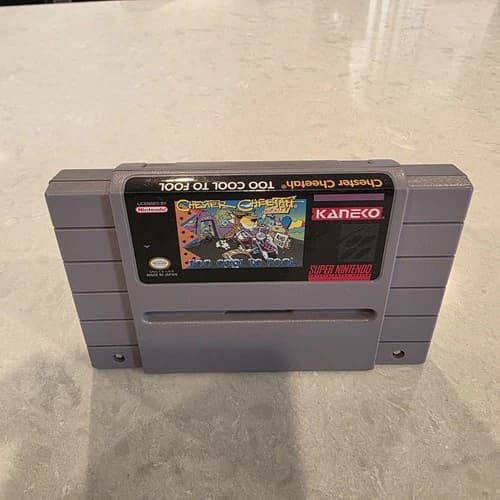 Chester Cheetah® TOO COOL TO FOOL
LICENSED BY
Nintendo
CHESTER CHEETAH
TOO COOL TO FOOL
KANEKO
SUPER NINTENDO
MADE IN JAPAN